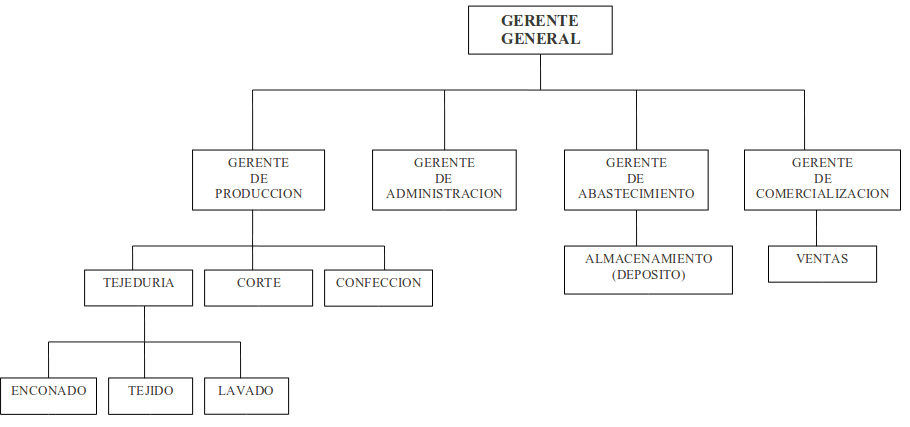 GERENTE
GENERAL
GERENTE
DE
PRODUCCION
GERENTE
DE
ADMINISTRACION
GERENTE
DE
ABASTECIMIENTO
GERENTE
DE
COMERCIALIZACION
TEJEDURIA
CORTE
CONFECCION
ALMACENAMIENTO
(DEPOSITO)
VENTAS
ENCONADO
TEJIDO
LAVADO